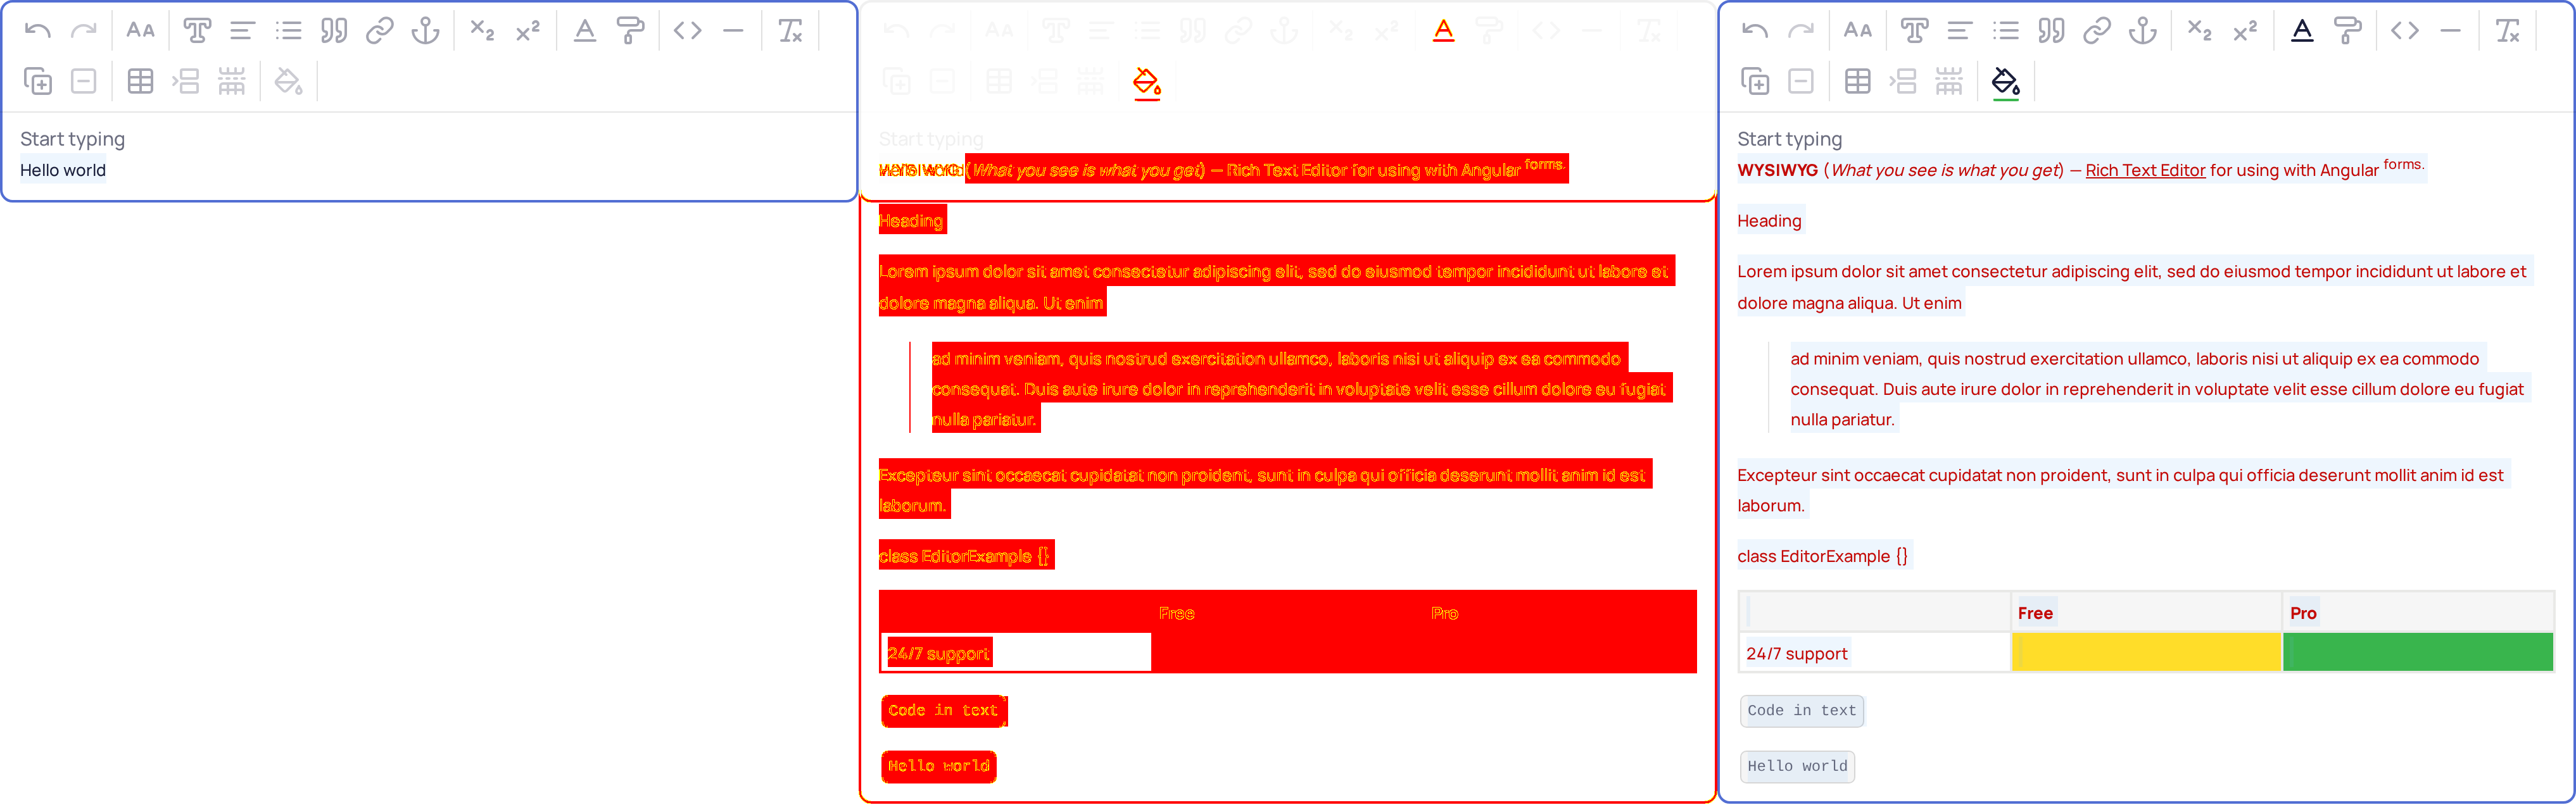 Start typing
Hello world
Start typing
WYSIWYG (What you see is what you get) — Rich Text Editor for using with Angular forms.
Heading
Lorem ipsum dolor sit amet consectetur adipiscing elit, sed do eiusmod tempor incididunt ut labore et
dolore magna aliqua. Ut enim
ad minim veniam, quis nostrud exercitation ullamco, laboris nisi ut aliquip ex ea commodo
consequat. Duis aute irure dolor in reprehenderit in voluptate velit esse cillum dolore eu fugiat
nulla pariatur.
Excepteur sint occaecat cupidatat non proident, sunt in culpa qui officia deserunt mollit anim id est
laborum.
class EditorExample {}
Free Pro
24/7 support
Code in text
Hello world
Start typing
WYSIWYG (What you see is what you get) — Rich Text Editor for using with Angular forms.
Heading
Lorem ipsum dolor sit amet consectetur adipiscing elit, sed do eiusmod tempor incididunt ut labore et
dolore magna aliqua. Ut enim
ad minim veniam, quis nostrud exercitation ullamco, laboris nisi ut aliquip ex ea commodo
consequat. Duis aute irure dolor in reprehenderit in voluptate velit esse cillum dolore eu fugiat
nulla pariatur.
Excepteur sint occaecat cupidatat non proident, sunt in culpa qui officia deserunt mollit anim id est
laborum.
class EditorExample {}
Free Pro
24/7 support
Code in text
Hello world